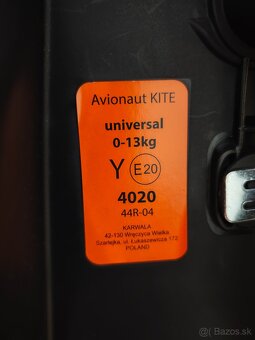 Avionaut KITE
universal
0-13kg
Y E20
4020
44R-04
KARWALA
42-130 Wręczyca Wielka
Szarlejka, ul. Łukaszewicza 172
POLAND
© Bazos.sk